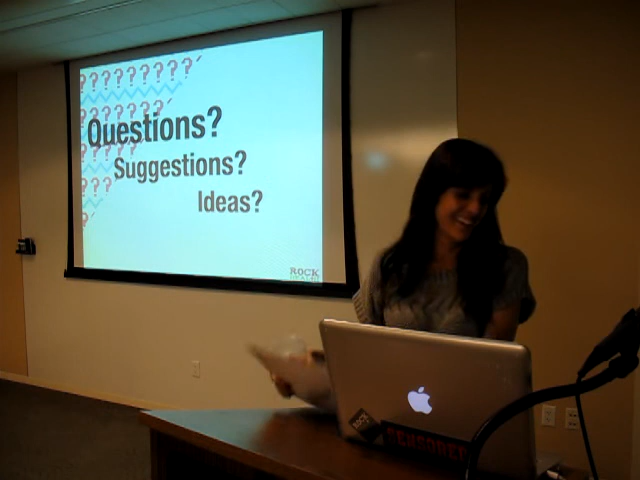 ? ? ? ? ? ? ? ? ?
Questions?
Suggestions?
Ideas?
ROCK
CENSORED